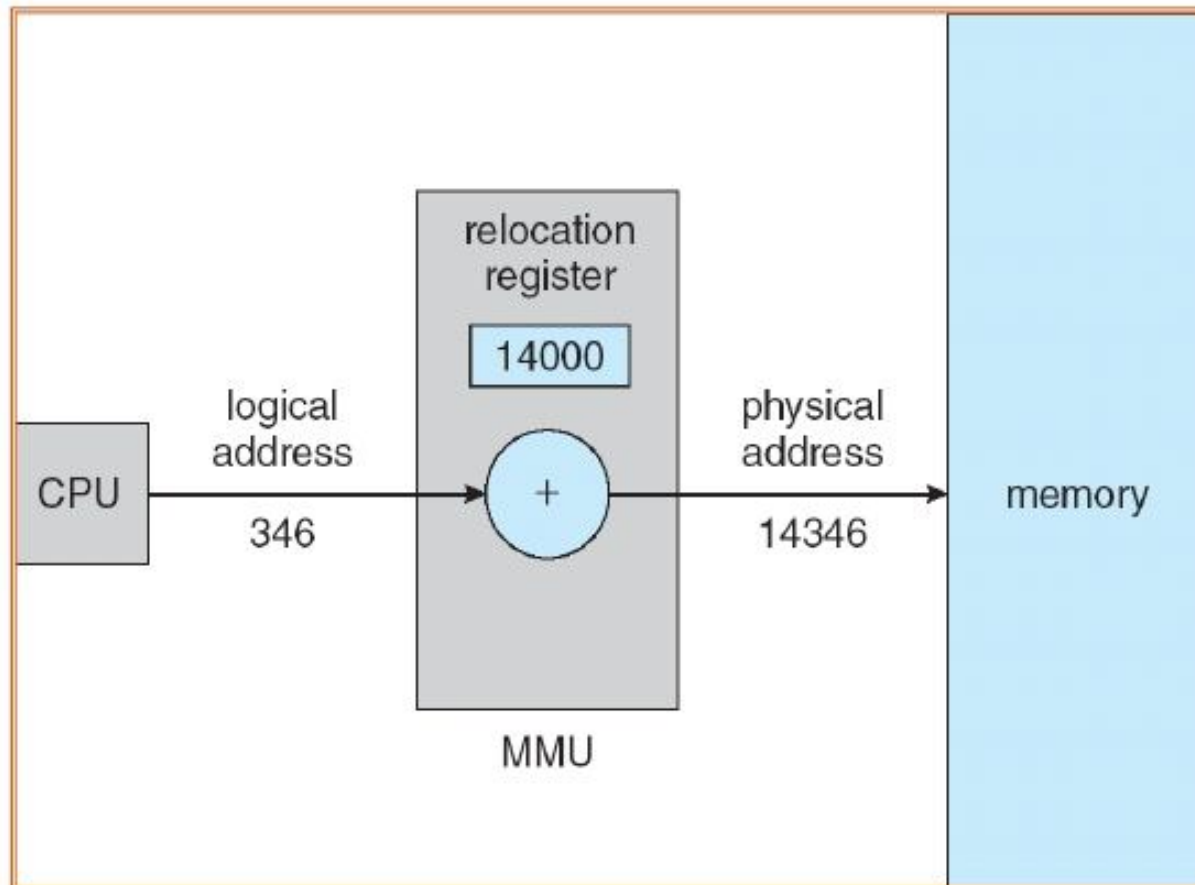 relocation
register
14000
logical
address
346
CPU
+
physical
address
14346
memory
MMU